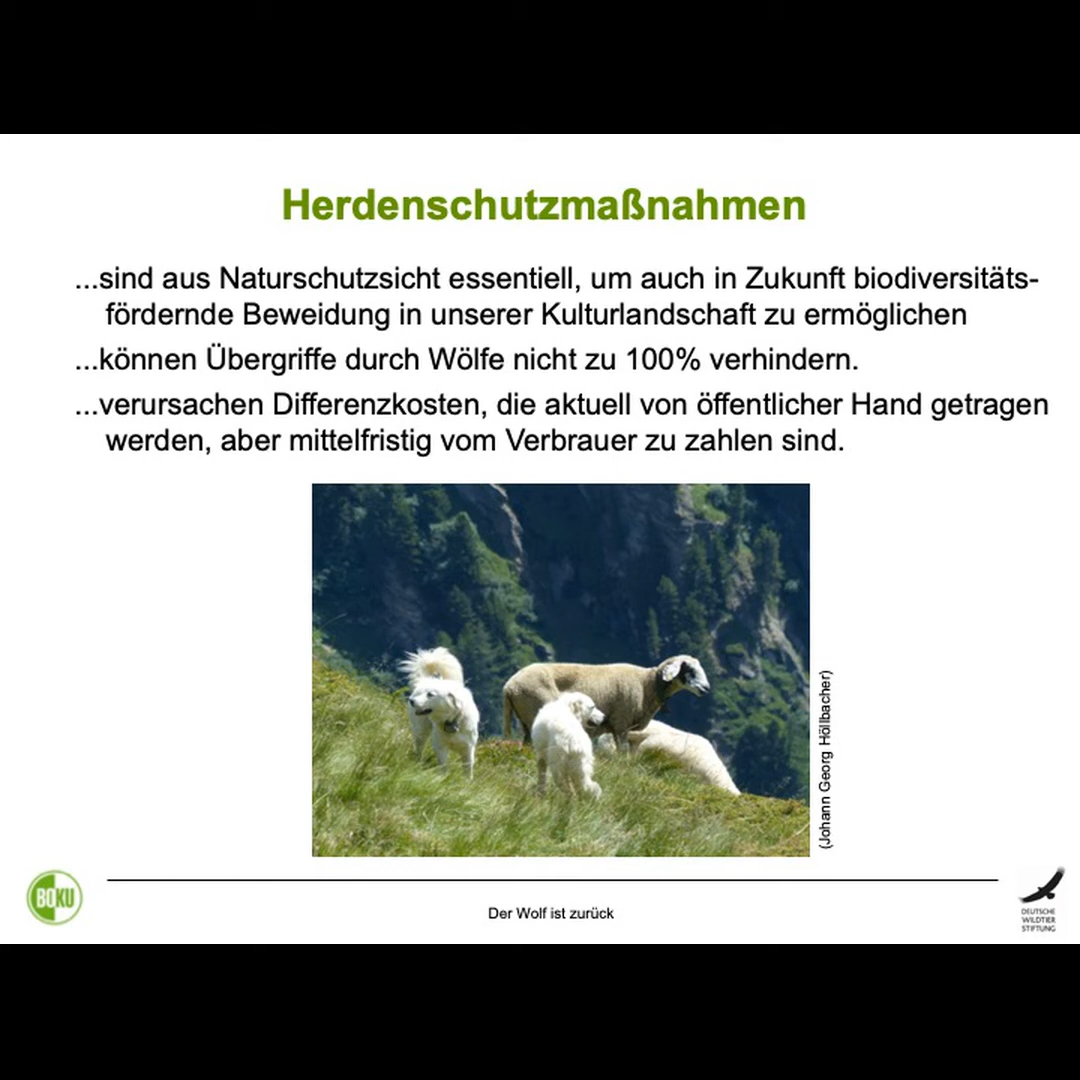 Herdenschutzmaßnahmen
...sind aus Naturschutzsicht essentiell, um auch in Zukunft biodiversitäts-
fördernde Beweidung in unserer Kulturlandschaft zu ermöglichen
...können Übergriffe durch Wölfe nicht zu 100% verhindern.
...verursachen Differenzkosten, die aktuell von öffentlicher Hand getragen
werden, aber mittelfristig vom Verbrauer zu zahlen sind.
(Johann Georg Höllbacher)
BOKU
Der Wolf ist zurück
DEUTSCHE
WILDTIER
STIFTUNG